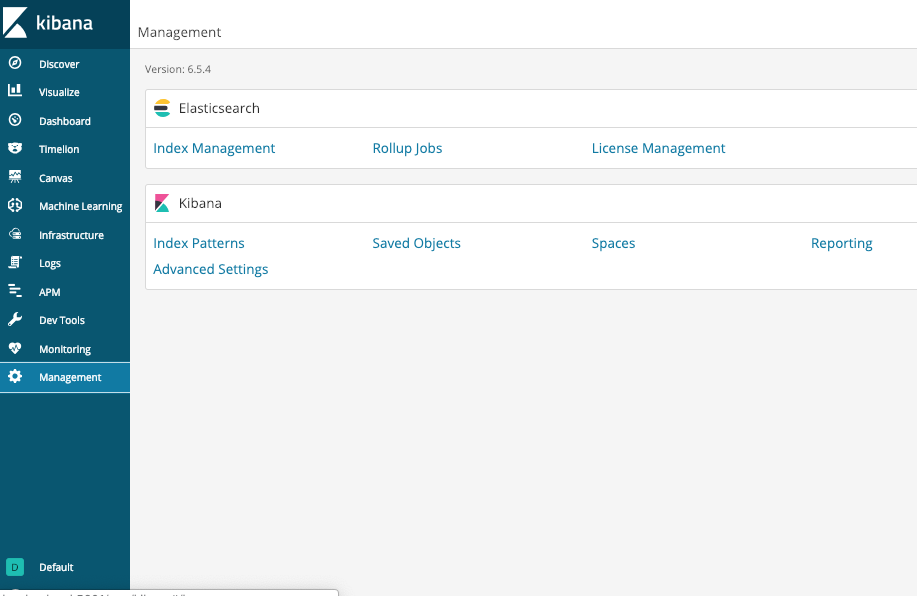 kibana
Discover
Visualize
Dashboard
Timelion
Canvas
Machine Learning
Infrastructure
Logs
APM
Dev Tools
Monitoring
Management
D Default
Management
Version: 6.5.4
Elasticsearch
Index Management Rollup Jobs License Management
Kibana
Index Patterns Saved Objects Spaces Reporting
Advanced Settings